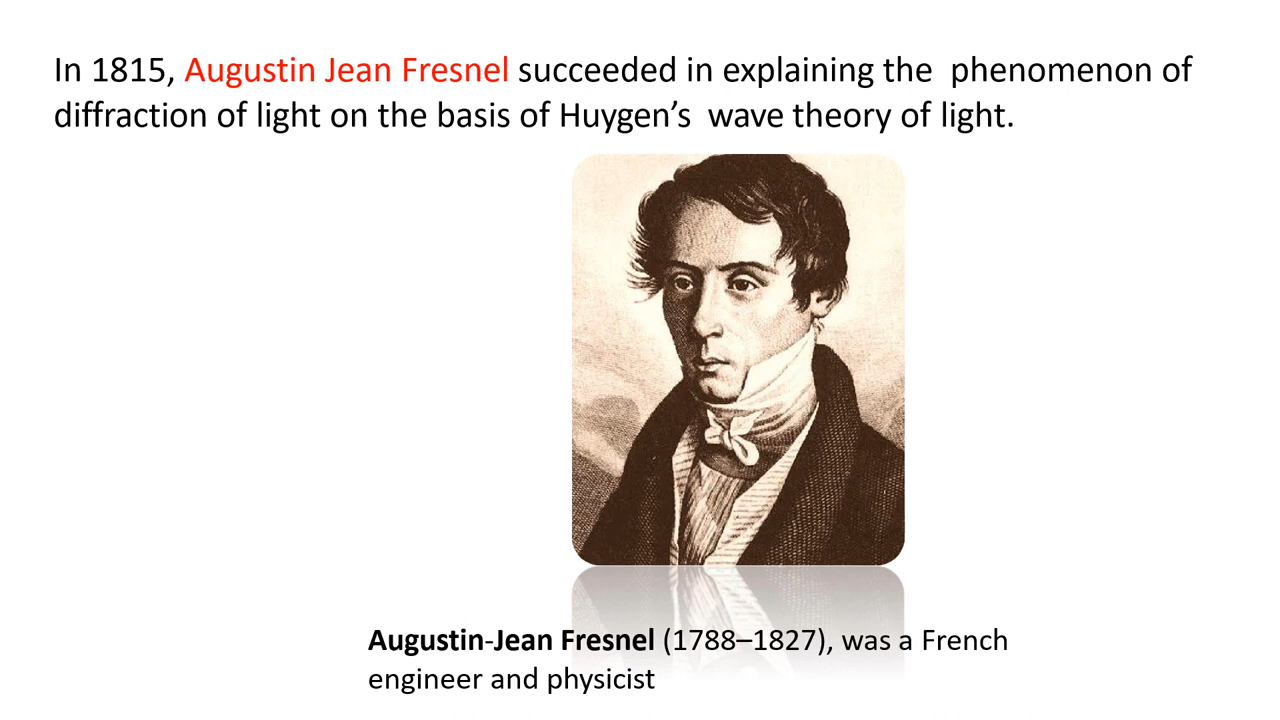 In 1815, Augustin Jean Fresnel succeeded in explaining the  phenomenon of
diffraction of light on the basis of Huygen’s  wave theory of light.
Augustin-Jean Fresnel (1788–1827), was a French
engineer and physicist